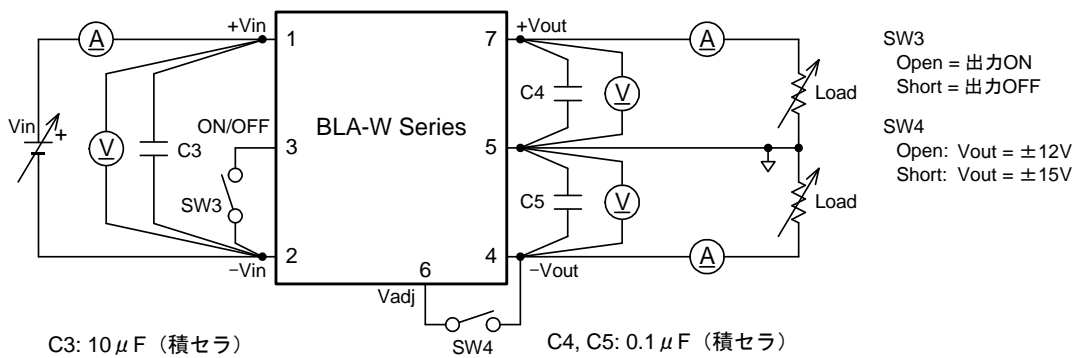 +Vin
A
1
BLA-W Series
7
+Vout
A
SW3
Open = 出力ON
Short = 出力OFF
Vin
+
V
C3
ON/OFF
3
SW3
C4
V
Load
5
SW4
Open: Vout = ±12V
Short: Vout = ±15V
C5
V
Load
2
−Vin
6
Vadj
4
−Vout
A
SW4
C3: 10μF（積セラ）
C4, C5: 0.1μF（積セラ）